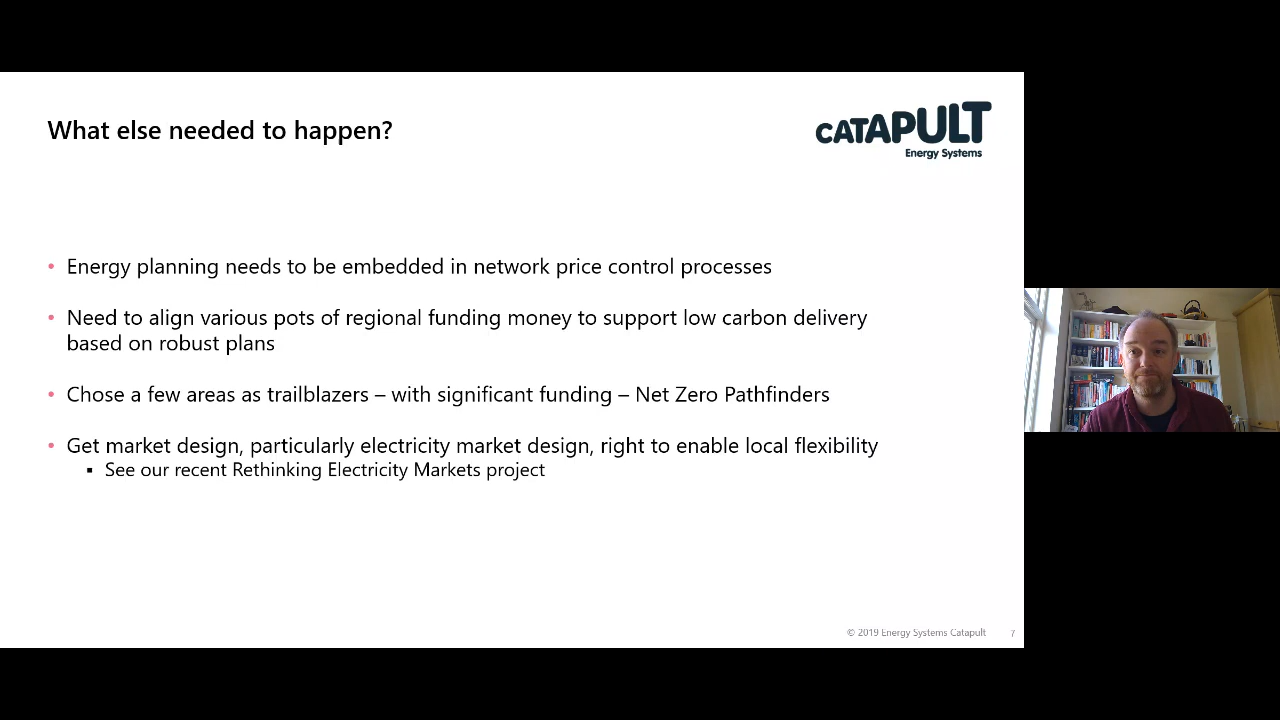 What else needed to happen?
CATAPULT
Energy Systems
• Energy planning needs to be embedded in network price control processes
• Need to align various pots of regional funding money to support low carbon delivery
based on robust plans
• Chose a few areas as trailblazers – with significant funding – Net Zero Pathfinders
• Get market design, particularly electricity market design, right to enable local flexibility
▪ See our recent Rethinking Electricity Markets project
© 2019 Energy Systems Catapult 7